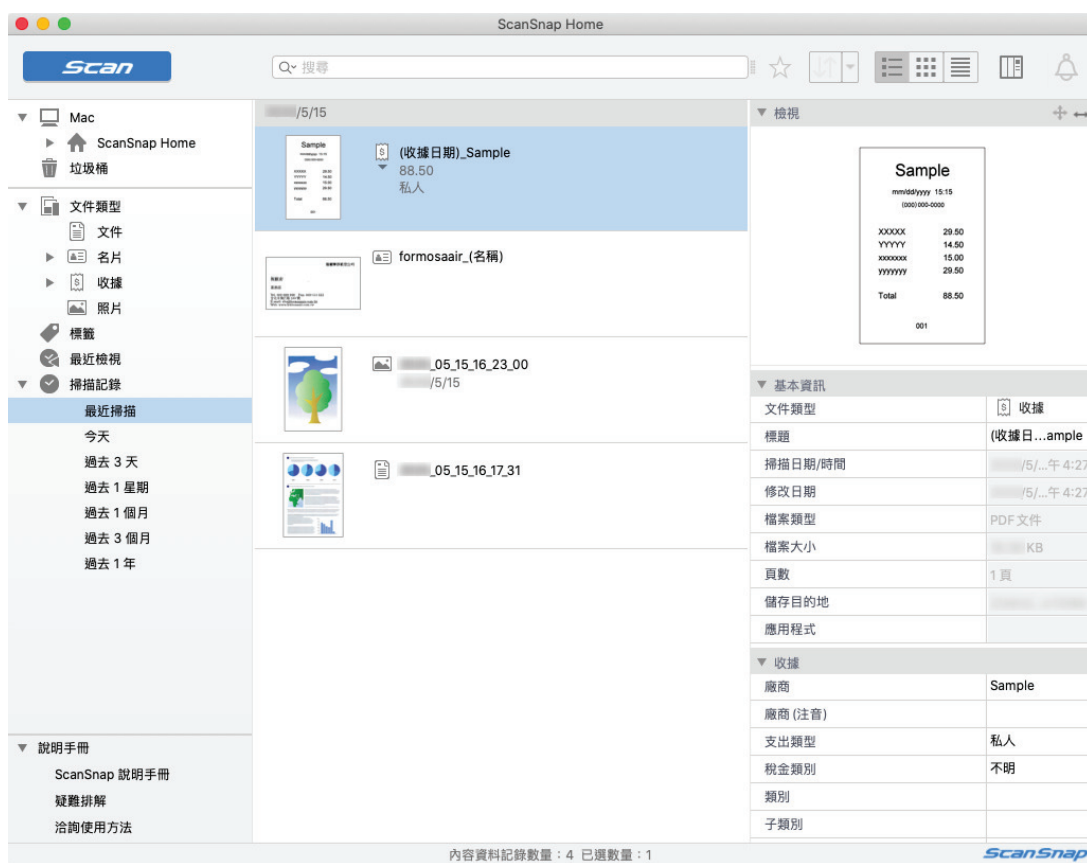 ScanSnap Home
Scan
搜尋
Mac
ScanSnap Home
垃圾桶
文件類型
文件
名片
收據
照片
標籤
最近檢視
掃描記錄
最近掃描
今天
過去 3 天
過去 1 星期
過去 1 個月
過去 3 個月
過去 1 年
說明手冊
ScanSnap 說明手冊
疑難排解
洽詢使用方法
/5/15
Sample
(收據日期)_Sample
88.50
私人
formosaair_(名稱)
_05_15_16_23_00
/5/15
_05_15_16_17_31
檢視
Sample
mm/dd/yyyy 15:15
(000) 000-0000
XXXXX 29.50
YYYYY 14.50
xxxxxxx 15.00
yyyyyyy 29.50
Total 88.50
001
基本資訊
文件類型 收據
標題 (收據日…ample
掃描日期/時間 /5/…午 4:27
修改日期 /5/…午 4:27
檔案類型 PDF 文件
檔案大小 KB
頁數 1 頁
儲存目的地
應用程式
收據
廠商 Sample
廠商 (注音)
支出類型 私人
稅金類別 不明
類別
子類別
內容資料記錄數量：4 已選數量：1
ScanSnap